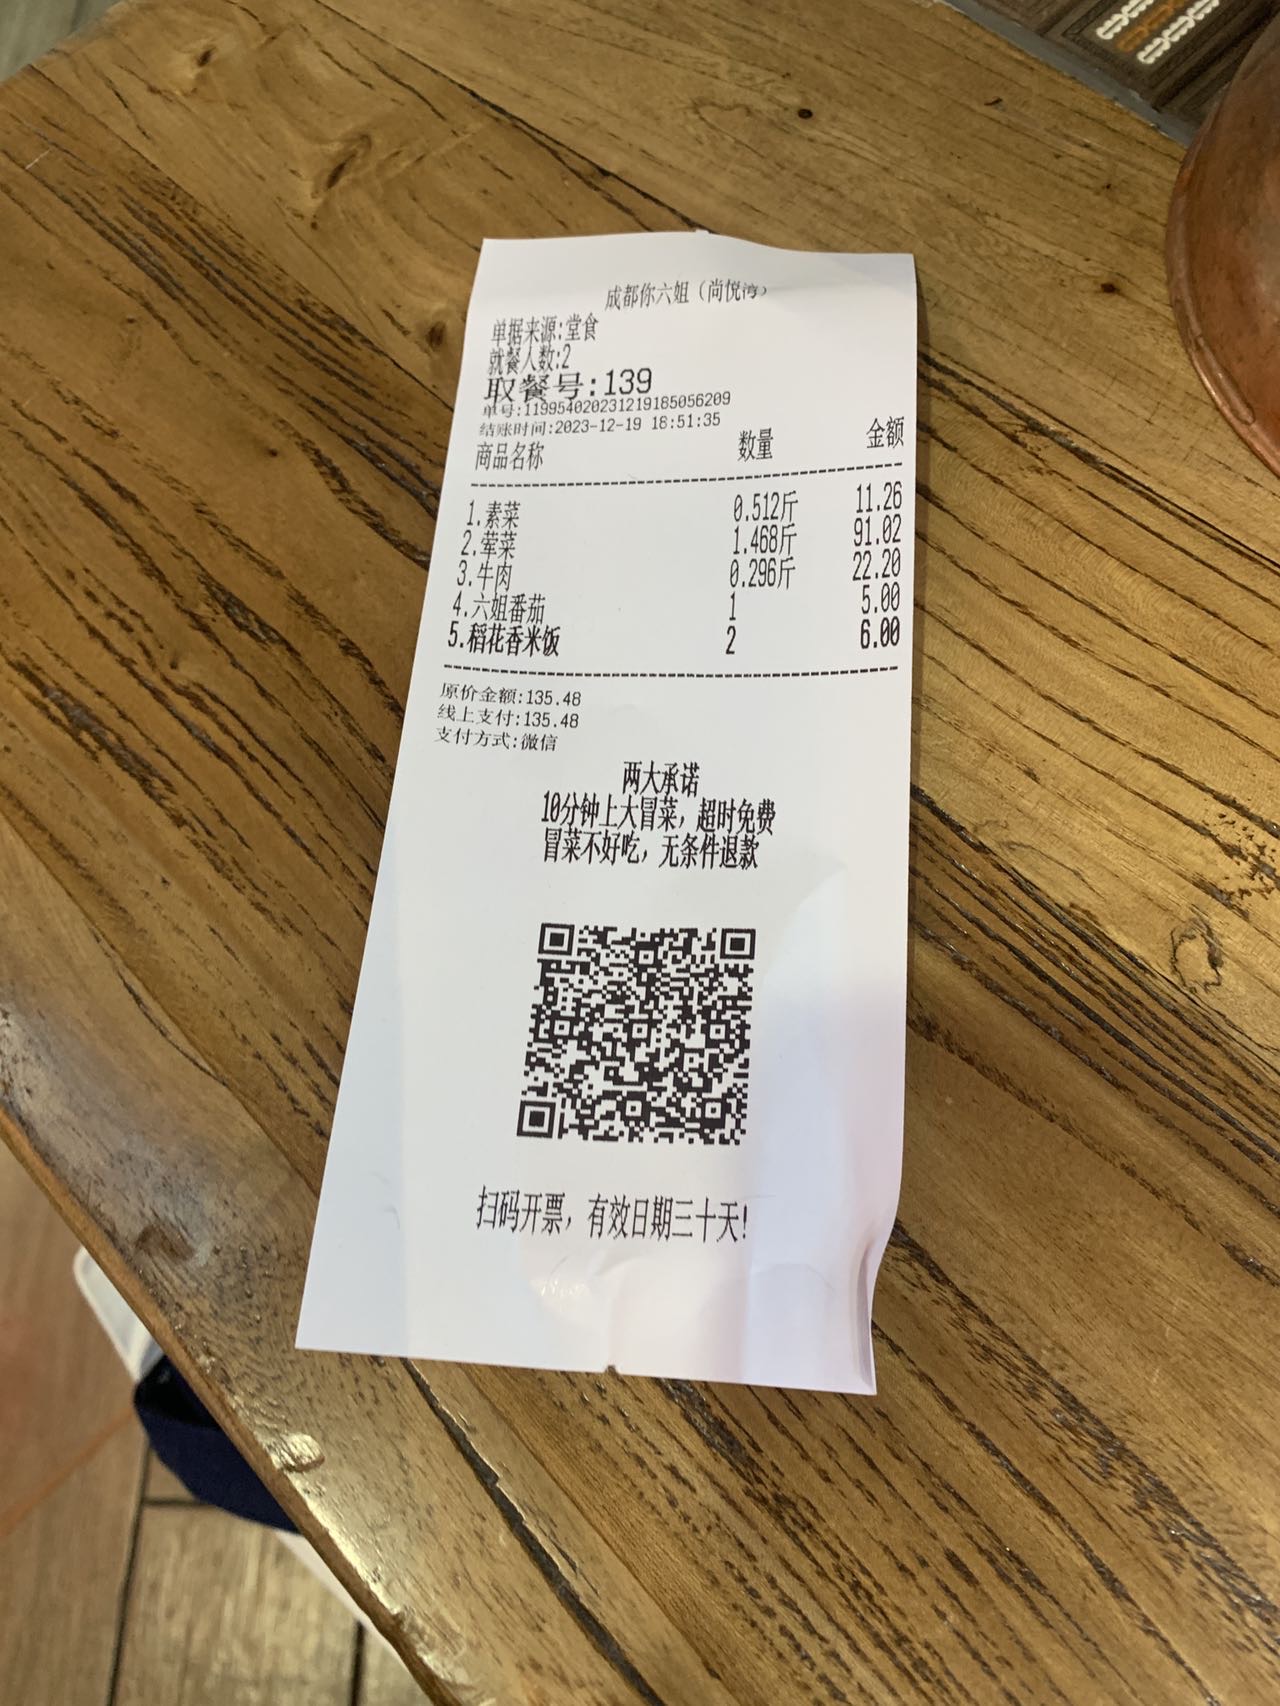 成都你六姐（尚悦湾）
单据来源:堂食
就餐人数:2
取餐号:139
单号:119954020231219185056209
结账时间:2023-12-19 18:51:35
商品名称 数量 金额
1.素菜 0.512斤 11.26
2.荤菜 1.468斤 91.02
3.牛肉 0.296斤 22.20
4.六姐番茄 1 5.00
5.稻花香米饭 2 6.00
原价金额:135.48
线上支付:135.48
支付方式:微信
两大承诺
10分钟上大冒菜，超时免费
冒菜不好吃，无条件退款
扫码开票，有效日期三十天!